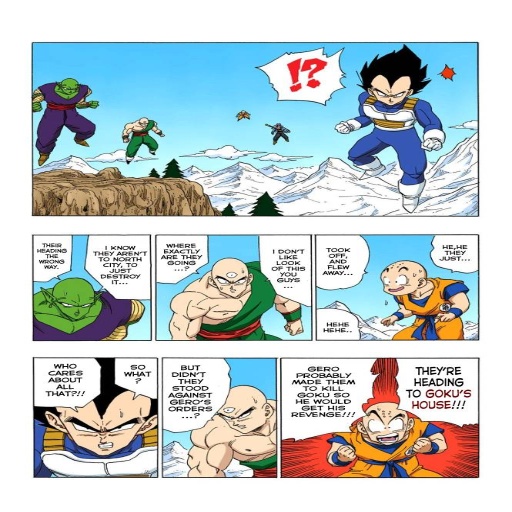 !?
THEIR
HEADING
THE
WRONG
WAY.
I KNOW
THEY AREN'T
TO NORTH
CITY, TO
JUST
DESTROY
IT...
WHERE
EXACTLY
ARE THEY
GOING
...?
I DON'T
LIKE
LOOK
OF THIS
YOU
GUYS
...
TOOK
OFF,
AND
FLEW
AWAY...
HE,HE
THEY
JUST...
HEHE
HEHE..
WHO
CARES
ABOUT
ALL
THAT?!!
SO
WHAT
?
BUT
DIDN'T
THEY
STOOD
AGAINST
GERO'S
ORDERS
...?
GERO
PROBABLY
MADE THEM
TO KILL
GOKU SO
HE WOULD
GET HIS
REVENGE!!!
THEY'RE
HEADING
TO GOKU'S
HOUSE!!!